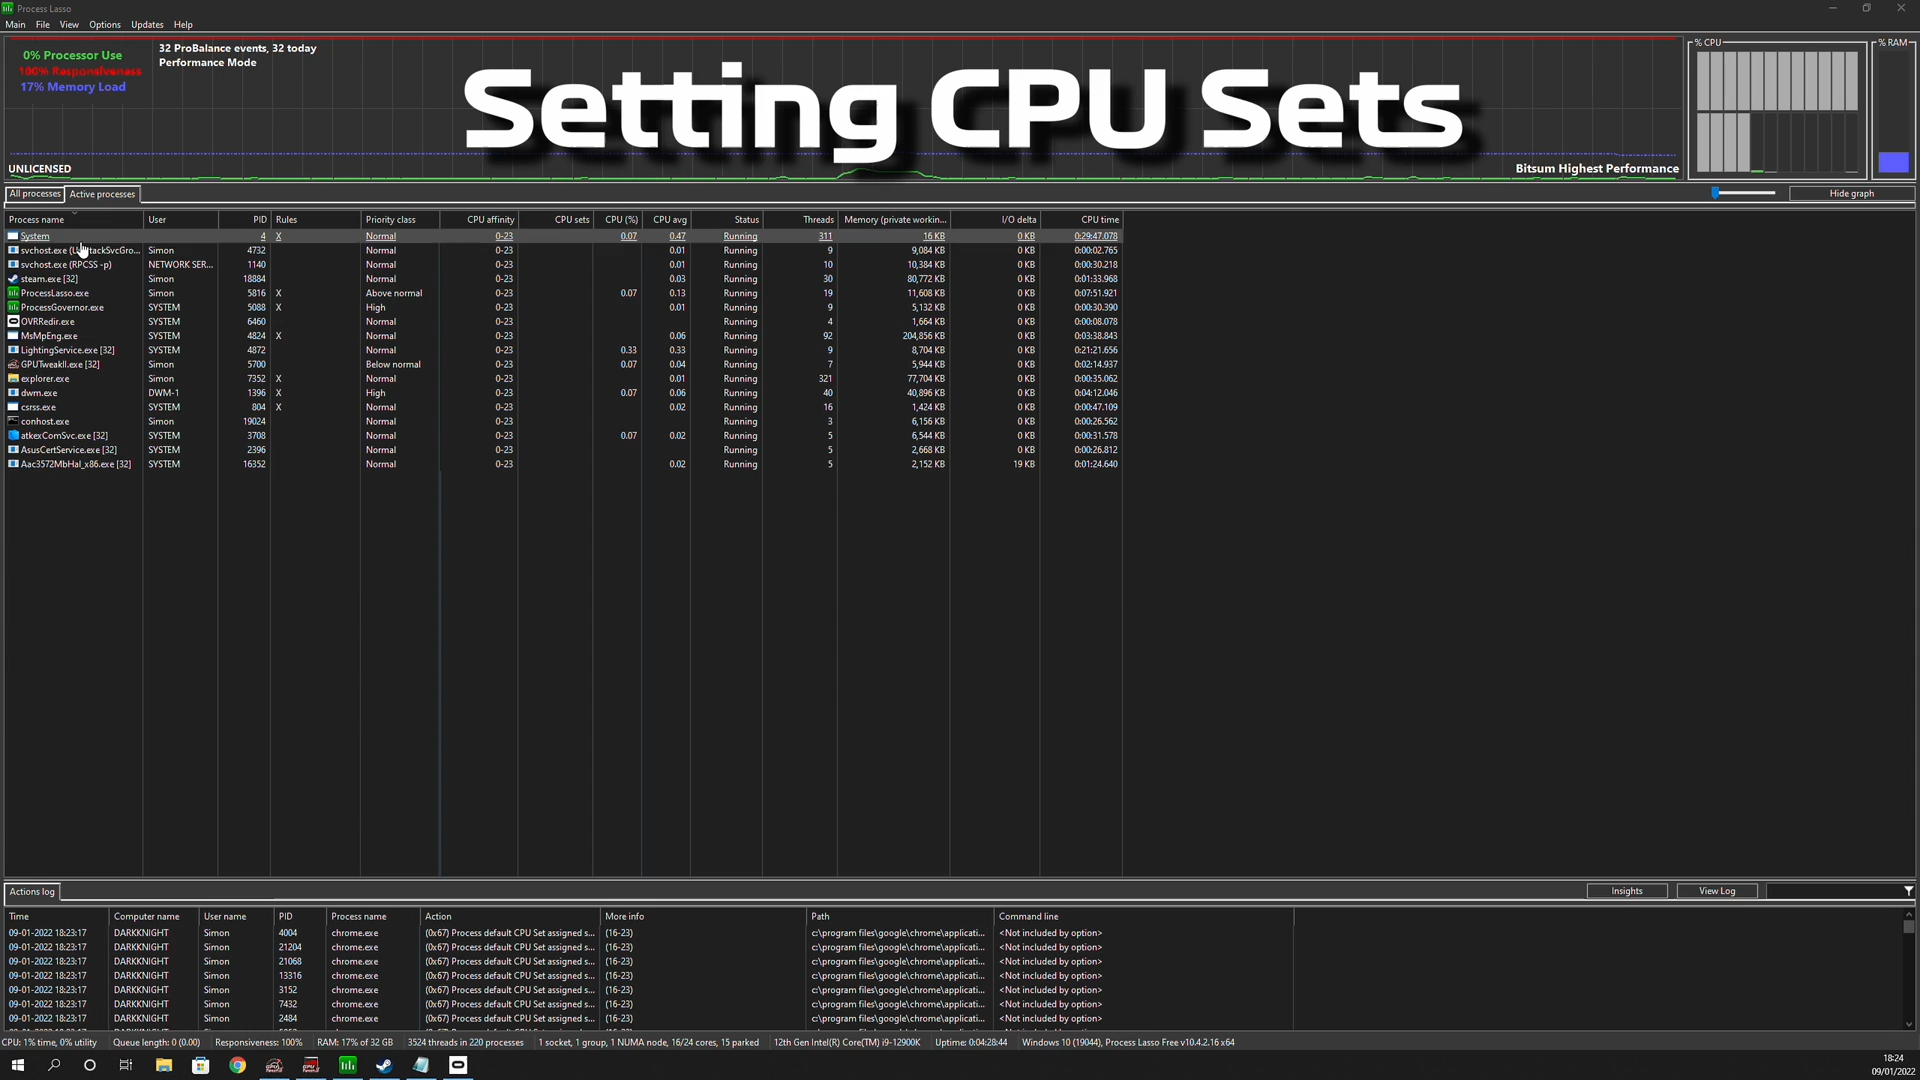 Process Lasso
Main File View Options Updates Help
0% Processor Use
100% Responsiveness
17% Memory Load
32 ProBalance events, 32 today
Performance Mode
Setting CPU Sets
UNLICENSED
Bitsum Highest Performance
% CPU
% RAM
All processes Active processes
Hide graph
Process name User PID Rules Priority class CPU affinity CPU sets CPU (%) CPU avg Status Threads Memory (private workin... I/O delta CPU time
System 4 X Normal 0-23 0.07 0.47 Running 311 16 KB 0 KB 0:29:47.078
svchost.exe Simon 4732 Normal 0-23 0.01 Running 9 9,084 KB 0 KB 0:00:02.765
svchost.exe (RPCSS -p) NETWORK SER... 1140 Normal 0-23 0.01 Running 10 10,384 KB 0 KB 0:00:30.218
steam.exe [32] Simon 18884 Normal 0-23 0.03 Running 30 80,772 KB 0 KB 0:01:33.968
ProcessLasso.exe Simon 5816 X Above normal 0-23 0.07 0.13 Running 19 11,608 KB 0 KB 0:07:51.921
ProcessGovernor.exe SYSTEM 5088 X High 0-23 0.01 Running 9 5,132 KB 0 KB 0:00:30.390
OVRRedir.exe SYSTEM 6460 Normal 0-23 Running 4 1,664 KB 0 KB 0:00:08.078
MsMpEng.exe SYSTEM 4824 X Normal 0-23 0.06 Running 92 204,856 KB 0 KB 0:03:38.843
LightingService.exe [32] SYSTEM 4872 Normal 0-23 0.33 0.33 Running 9 8,704 KB 0 KB 0:21:21.656
GPUTweakII.exe [32] Simon 5700 Below normal 0-23 0.07 0.04 Running 7 5,944 KB 0 KB 0:02:14.937
explorer.exe Simon 7352 X Normal 0-23 0.01 Running 321 77,704 KB 0 KB 0:00:35.062
dwm.exe DWM-1 1396 X High 0-23 0.07 0.06 Running 40 40,896 KB 0 KB 0:04:12.046
csrss.exe SYSTEM 804 X Normal 0-23 0.02 Running 16 1,424 KB 0 KB 0:00:47.109
conhost.exe Simon 19024 Normal 0-23 Running 3 6,156 KB 0 KB 0:00:26.562
atkexComSvc.exe [32] SYSTEM 3708 Normal 0-23 0.07 0.02 Running 5 6,544 KB 0 KB 0:00:31.578
AsusCertService.exe [32] SYSTEM 2396 Normal 0-23 Running 5 2,668 KB 0 KB 0:00:26.812
Aac3572MbHal_x86.exe [32] SYSTEM 16352 Normal 0-23 0.02 Running 5 2,152 KB 19 KB 0:01:24.640
Actions log Insights View Log
Time Computer name User name PID Process name Action More info Path Command line
09-01-2022 18:23:17 DARKKNIGHT Simon 4004 chrome.exe (0x67) Process default CPU Set assigned s... (16-23) c:\program files\google\chrome\applicati... <Not included by option>
09-01-2022 18:23:17 DARKKNIGHT Simon 21204 chrome.exe (0x67) Process default CPU Set assigned s... (16-23) c:\program files\google\chrome\applicati... <Not included by option>
09-01-2022 18:23:17 DARKKNIGHT Simon 21068 chrome.exe (0x67) Process default CPU Set assigned s... (16-23) c:\program files\google\chrome\applicati... <Not included by option>
09-01-2022 18:23:17 DARKKNIGHT Simon 13316 chrome.exe (0x67) Process default CPU Set assigned s... (16-23) c:\program files\google\chrome\applicati... <Not included by option>
09-01-2022 18:23:17 DARKKNIGHT Simon 3152 chrome.exe (0x67) Process default CPU Set assigned s... (16-23) c:\program files\google\chrome\applicati... <Not included by option>
09-01-2022 18:23:17 DARKKNIGHT Simon 7432 chrome.exe (0x67) Process default CPU Set assigned s... (16-23) c:\program files\google\chrome\applicati... <Not included by option>
09-01-2022 18:23:17 DARKKNIGHT Simon 2484 chrome.exe (0x67) Process default CPU Set assigned s... (16-23) c:\program files\google\chrome\applicati... <Not included by option>
CPU: 1% time, 0% utility Queue length: 0 (0.00) Responsiveness: 100% RAM: 17% of 32 GB 3524 threads in 220 processes 1 socket, 1 group, 1 NUMA node, 16/24 cores, 15 parked 12th Gen Intel(R) Core(TM) i9-12900K Uptime: 0:04:28:44 Windows 10 (19044), Process Lasso Free v10.4.2.16 x64
18:24
09/01/2022